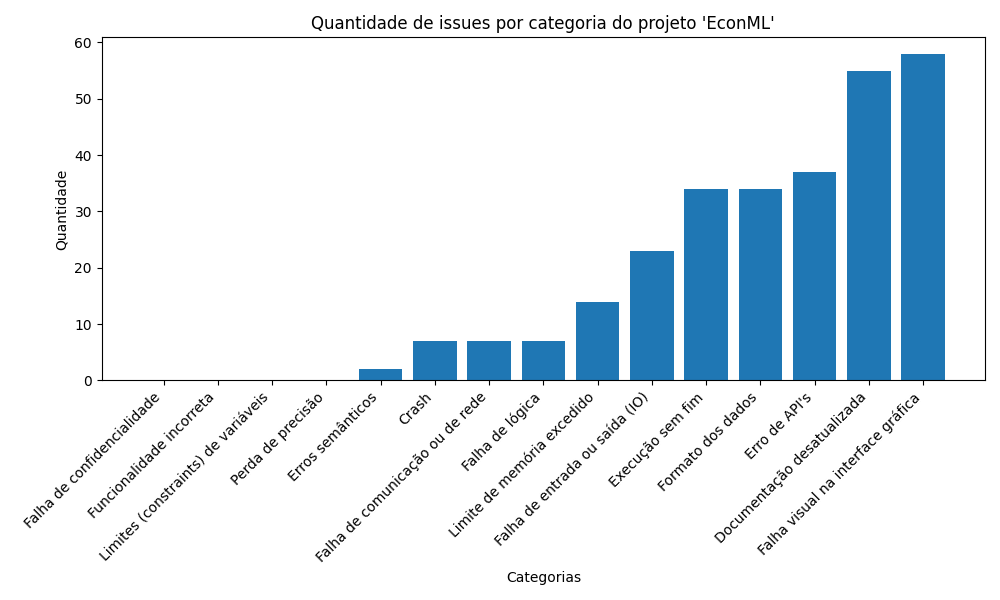 Quantidade de issues por categoria do projeto 'EconML'
60
50
40
30
20
10
0
Quantidade
Falha de confidencialidade
Funcionalidade incorreta
Limites (constraints) de variáveis
Perda de precisão
Erros semânticos
Crash
Falha de comunicação ou de rede
Falha de lógica
Limite de memória excedido
Falha de entrada ou saída (IO)
Execução sem fim
Formato dos dados
Erro de API's
Documentação desatualizada
Falha visual na interface gráfica
Categorias